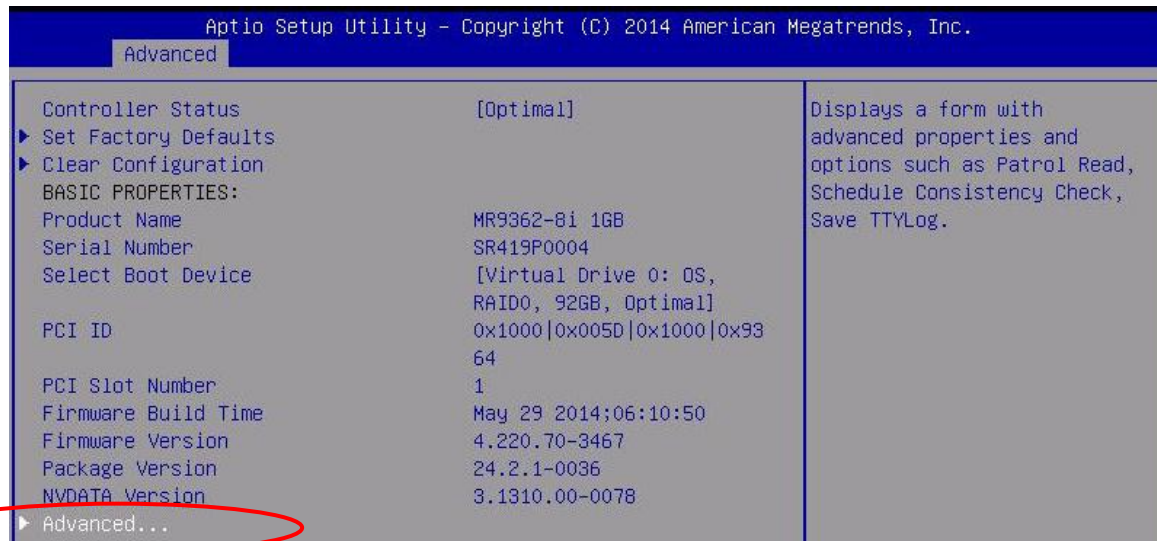 Aptio Setup Utility – Copyright (C) 2014 American Megatrends, Inc.
Advanced
Controller Status [Optimal]
Set Factory Defaults
Clear Configuration
BASIC PROPERTIES:
Product Name MR9362-8i 1GB
Serial Number SR419P0004
Select Boot Device [Virtual Drive 0: OS,
RAID0, 92GB, Optimal]
PCI ID 0x1000|0x005D|0x1000|0x93
64
PCI Slot Number 1
Firmware Build Time May 29 2014;06:10:50
Firmware Version 4.220.70-3467
Package Version 24.2.1-0036
NVDATA Version 3.1310.00-0078
Advanced...
Displays a form with
advanced properties and
options such as Patrol Read,
Schedule Consistency Check,
Save TTYLog.